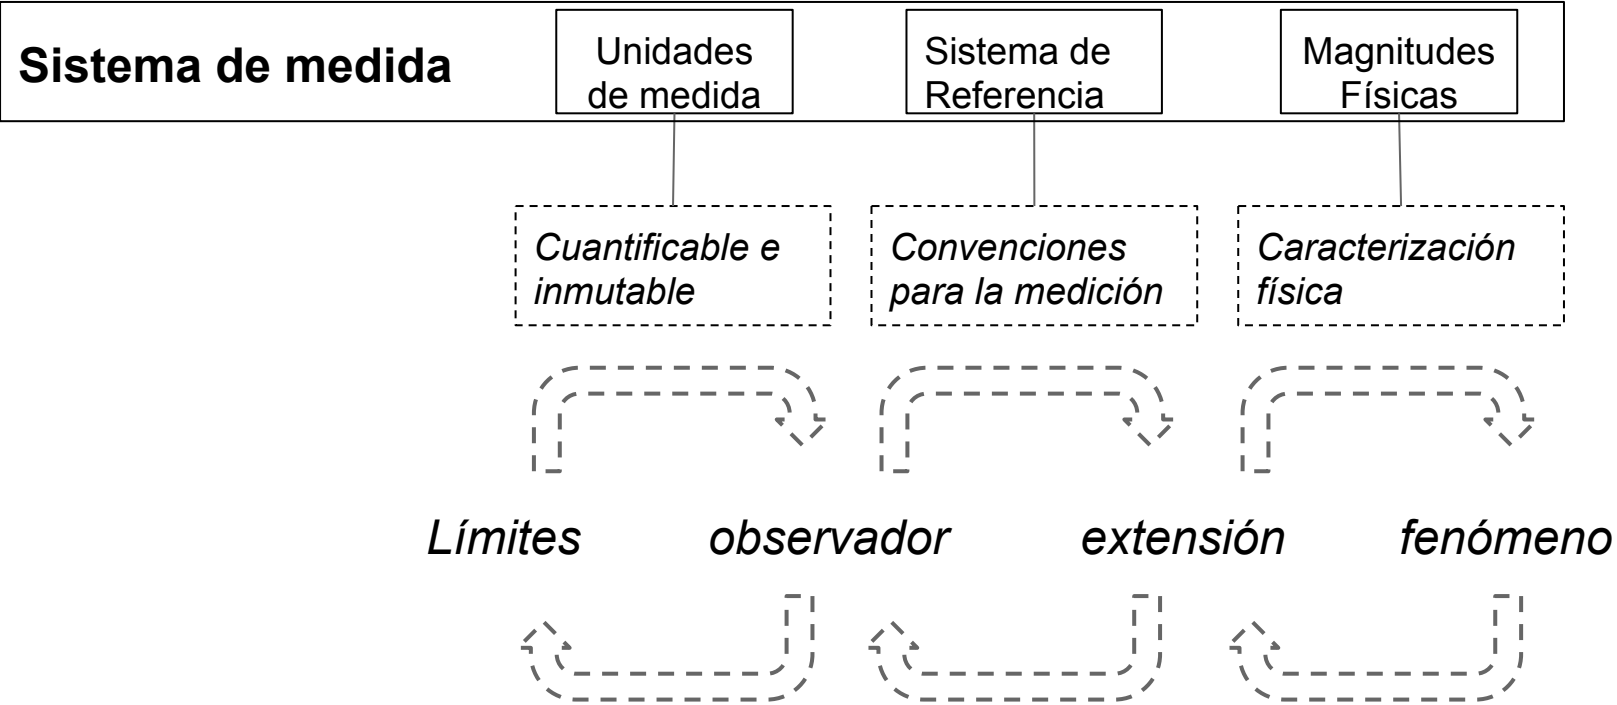 Sistema de medida
Unidades
de medida
Sistema de
Referencia
Magnitudes
Físicas
Cuantificable e
inmutable
Convenciones
para la medición
Caracterización
física
Límites
observador
extensión
fenómeno